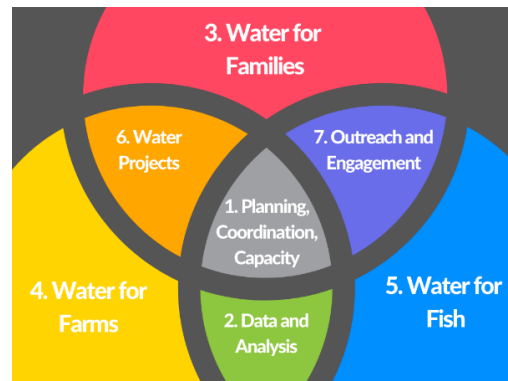 3. Water for
Families
6. Water
Projects
7. Outreach and
Engagement
1. Planning,
Coordination,
Capacity
4. Water for
Farms
5. Water for
Fish
2. Data and
Analysis